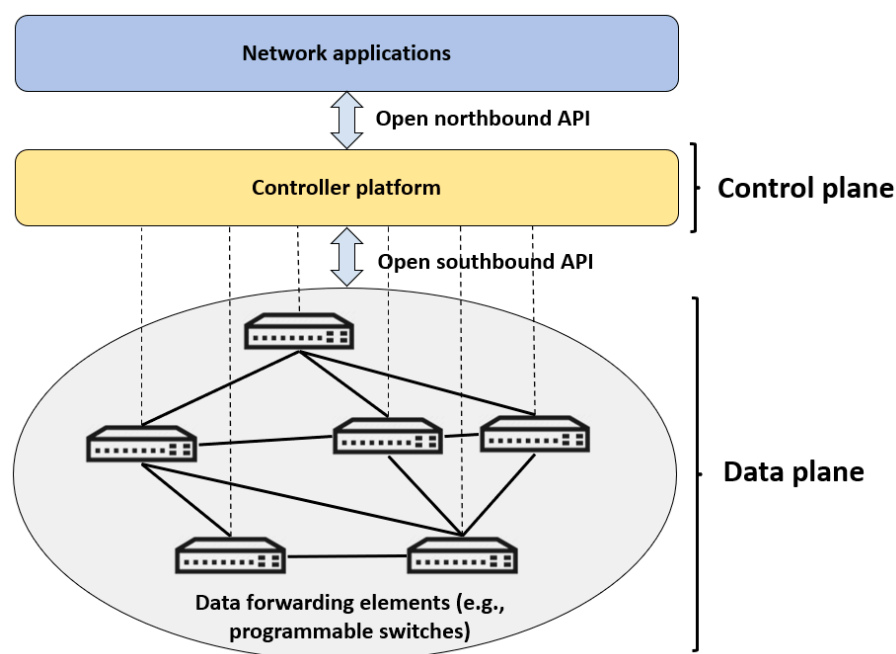 Network applications
Open northbound API
Controller platform
Control plane
Open southbound API
Data plane
Data forwarding elements (e.g.,
programmable switches)